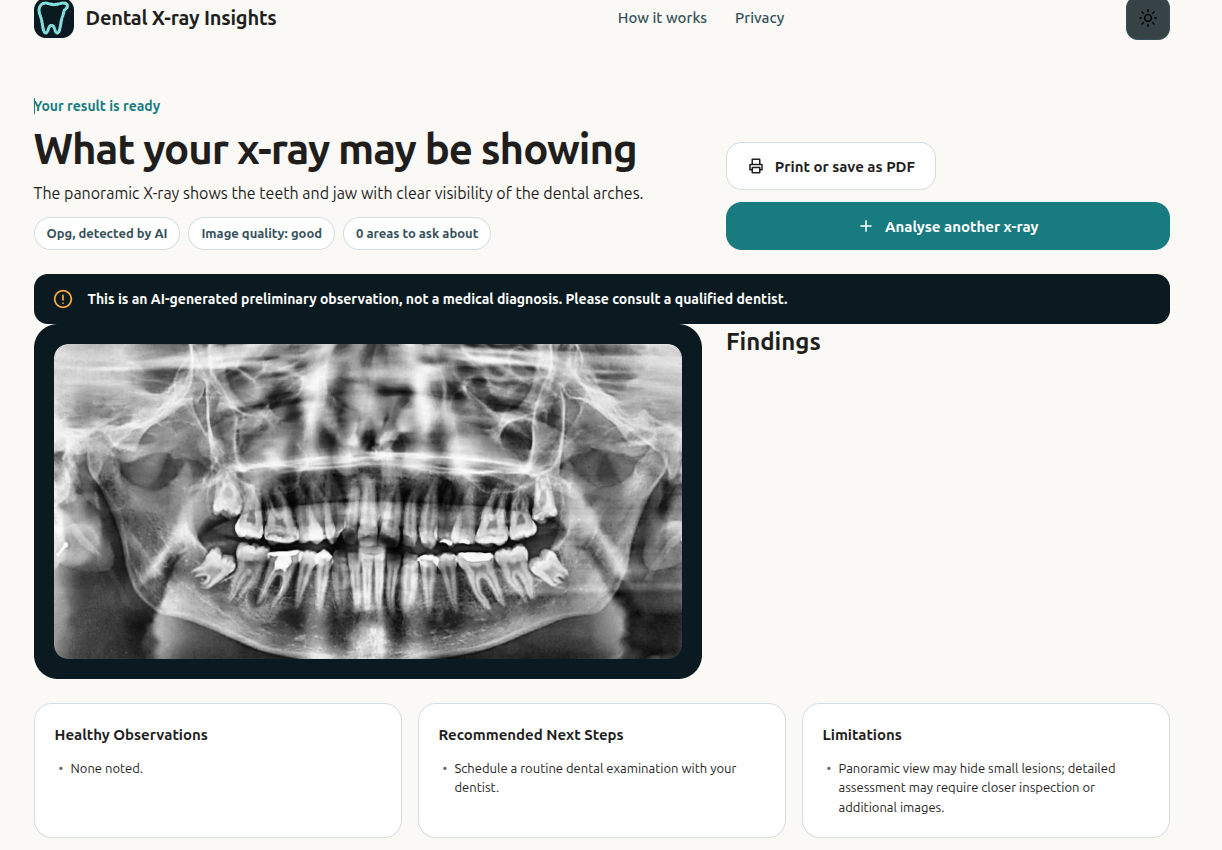 Dental X-ray Insights
How it works
Privacy
Your result is ready
What your x-ray may be showing
The panoramic X-ray shows the teeth and jaw with clear visibility of the dental arches.
Opg, detected by AI
Image quality: good
0 areas to ask about
Print or save as PDF
Analyse another x-ray
This is an AI-generated preliminary observation, not a medical diagnosis. Please consult a qualified dentist.
Findings
Healthy Observations
• None noted.
Recommended Next Steps
• Schedule a routine dental examination with your
dentist.
Limitations
• Panoramic view may hide small lesions; detailed
assessment may require closer inspection or
additional images.